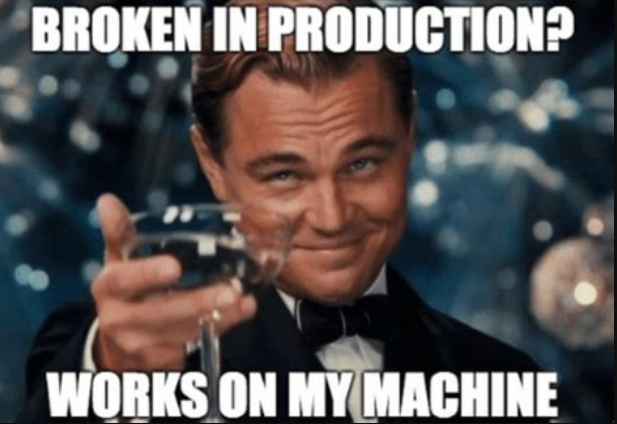 BROKEN IN PRODUCTION?
WORKS ON MY MACHINE